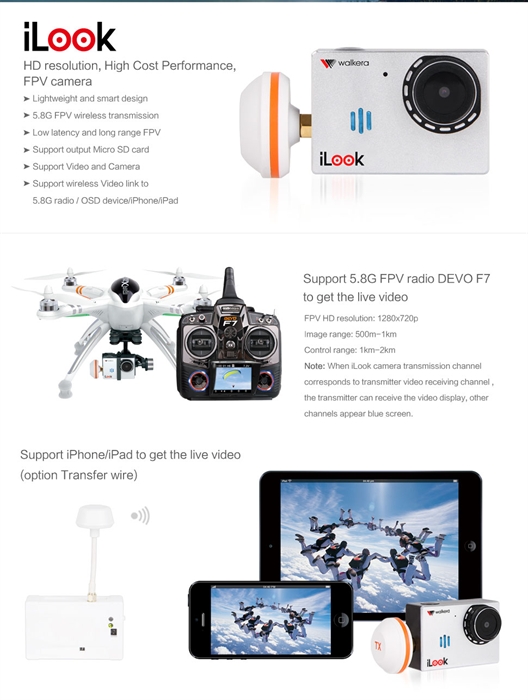 iLook
HD resolution, High Cost Performance,
FPV camera
➤ Lightweight and smart design
➤ 5.8G FPV wireless transmission
➤ Low latency and long range FPV
➤ Support output Micro SD card
➤ Support Video and Camera
➤ Support wireless Video link to
5.8G radio / OSD device/iPhone/iPad
walkera
iLook
Support 5.8G FPV radio DEVO F7
to get the live video
FPV HD resolution: 1280x720p
Image range: 500m~1km
Control range: 1km~2km
Note: When iLook camera transmission channel
corresponds to transmitter video receiving channel ,
the transmitter can receive the video display, other
channels appear blue screen.
DEVO
F7
Support iPhone/iPad to get the live video
(option Transfer wire)
walkera
TX
iLook